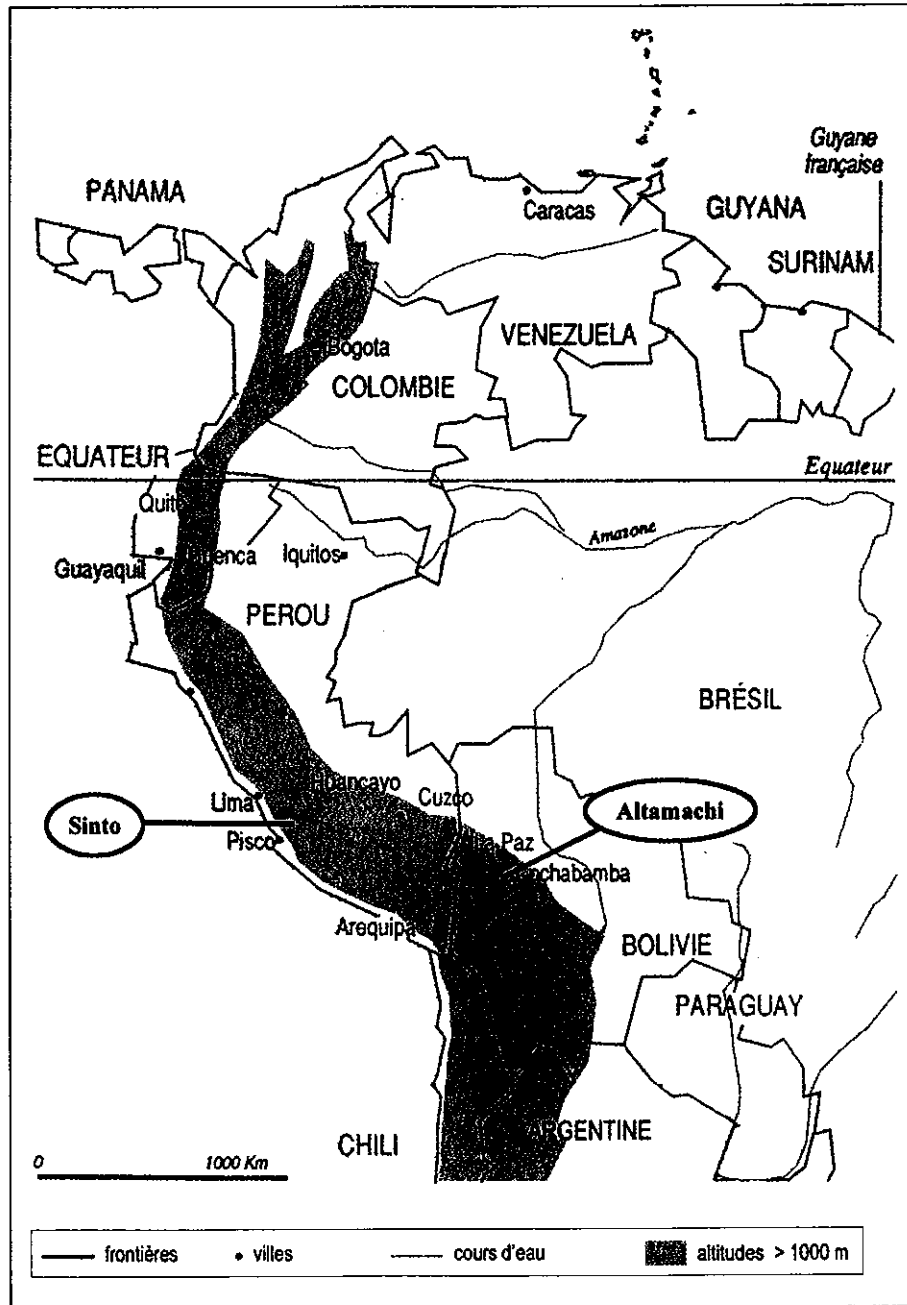 Guyane
française
PANAMA
Caracas
GUYANA
SURINAM
VENEZUELA
Bogota
COLOMBIE
EQUATEUR
Equateur
Quito
Amazone
Guayaquil
Cuenca
Iquitos
PEROU
BRÉSIL
Huancayo
Lima
Cuzco
Altamachi
Sinto
Pisco
La Paz
Cochabamba
Arequipa
BOLIVIE
PARAGUAY
CHILI
ARGENTINE
0 1000 Km
frontières villes cours d'eau altitudes > 1000 m